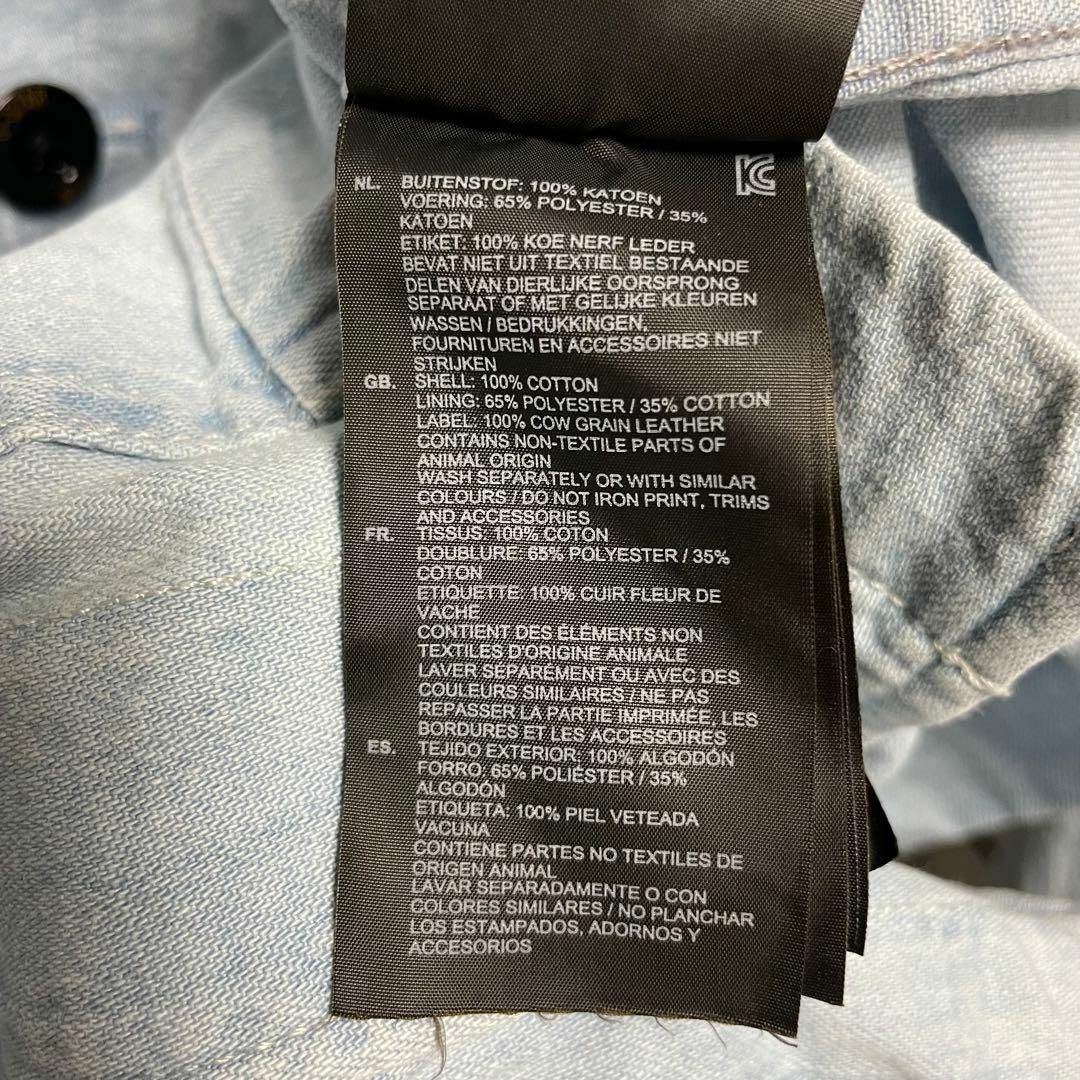 NL. BUITENSTOF: 100% KATOEN
VOERING: 65% POLYESTER / 35%
KATOEN
ETIKET: 100% KOE NERF LEDER
BEVAT NIET UIT TEXTIEL BESTAANDE
DELEN VAN DIERLIJKE OORSPRONG
SEPARAAT OF MET GELIJKE KLEUREN
WASSEN / BEDRUKKINGEN,
FOURNITUREN EN ACCESSOIRES NIET
STRIJKEN
GB. SHELL: 100% COTTON
LINING: 65% POLYESTER / 35% COTTON
LABEL: 100% COW GRAIN LEATHER
CONTAINS NON-TEXTILE PARTS OF
ANIMAL ORIGIN
WASH SEPARATELY OR WITH SIMILAR
COLOURS / DO NOT IRON PRINT, TRIMS
AND ACCESSORIES
FR. TISSUS: 100% COTON
DOUBLURE: 65% POLYESTER / 35%
COTON
ETIQUETTE: 100% CUIR FLEUR DE
VACHE
CONTIENT DES ÉLÉMENTS NON
TEXTILES D'ORIGINE ANIMALE
LAVER SÉPARÉMENT OU AVEC DES
COULEURS SIMILAIRES / NE PAS
REPASSER LA PARTIE IMPRIMÉE, LES
BORDURES ET LES ACCESSOIRES
ES. TEJIDO EXTERIOR: 100% ALGODÓN
FORRO: 65% POLIÉSTER / 35%
ALGODÓN
ETIQUETA: 100% PIEL VETEADA
VACUNA
CONTIENE PARTES NO TEXTILES DE
ORIGEN ANIMAL
LAVAR SEPARADAMENTE O CON
COLORES SIMILARES / NO PLANCHAR
LOS ESTAMPADOS, ADORNOS Y
ACCESORIOS